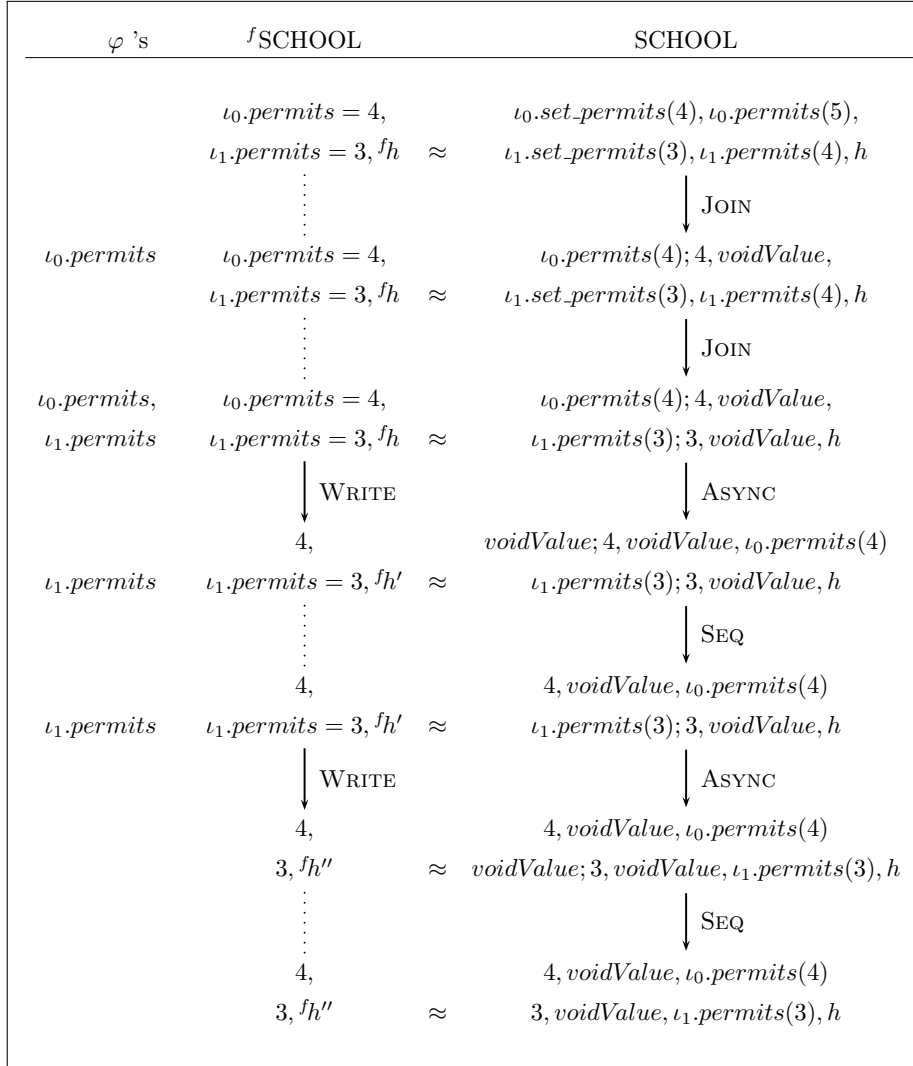 φ 's ᶠSCHOOL SCHOOL
ι₀.permits = 4, ι₀.set_permits(4), ι₀.permits(5),
ι₁.permits = 3, ᶠh ≈ ι₁.set_permits(3), ι₁.permits(4), h
JOIN
ι₀.permits ι₀.permits = 4, ι₀.permits(4); 4, voidValue,
ι₁.permits = 3, ᶠh ≈ ι₁.set_permits(3), ι₁.permits(4), h
JOIN
ι₀.permits, ι₀.permits = 4, ι₀.permits(4); 4, voidValue,
ι₁.permits ι₁.permits = 3, ᶠh ≈ ι₁.permits(3); 3, voidValue, h
WRITE ASYNC
4, voidValue; 4, voidValue, ι₀.permits(4)
ι₁.permits ι₁.permits = 3, ᶠh′ ≈ ι₁.permits(3); 3, voidValue, h
SEQ
4, 4, voidValue, ι₀.permits(4)
ι₁.permits ι₁.permits = 3, ᶠh′ ≈ ι₁.permits(3); 3, voidValue, h
WRITE ASYNC
4, 4, voidValue, ι₀.permits(4)
3, ᶠh″ ≈ voidValue; 3, voidValue, ι₁.permits(3), h
SEQ
4, 4, voidValue, ι₀.permits(4)
3, ᶠh″ ≈ 3, voidValue, ι₁.permits(3), h